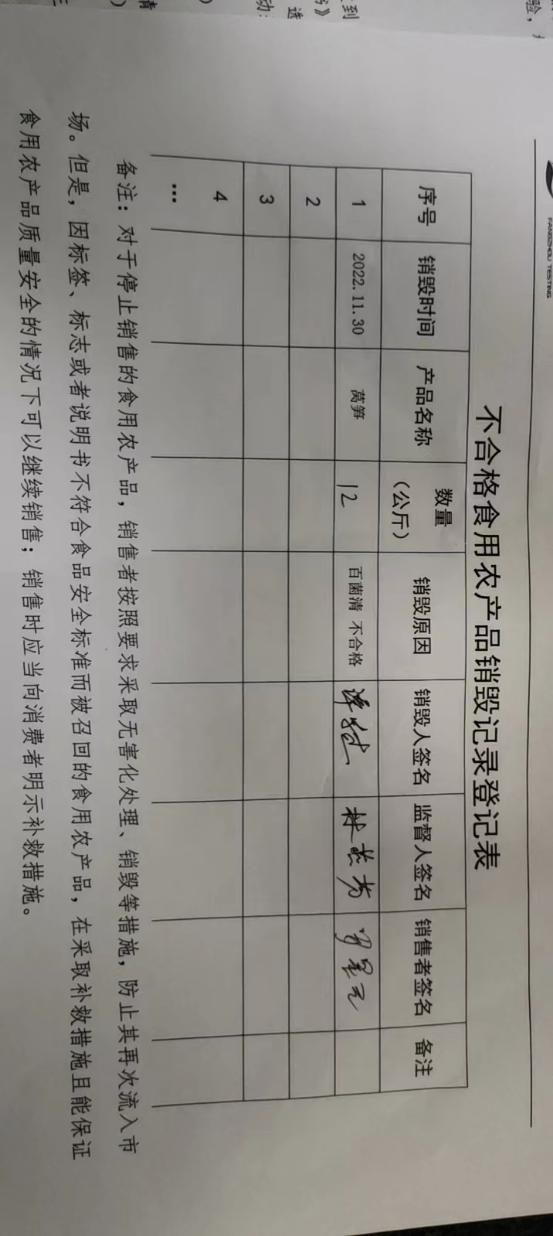 不合格食用农产品销毁记录登记表
序号 销毁时间 产品名称 数量（公斤） 销毁原因 销毁人签名 监督人签名 销售者签名 备注
1 2022.11.30 莴笋 12 百菌清 不合格
2
3
4
...
备注：对于停止销售的食用农产品，销售者按照要求采取无害化处理、销毁等措施，防止其再次流入市
场。但是，因标签、标志或者说明书不符合食品安全标准而被召回的食用农产品，在采取补救措施且能保证
食用农产品质量安全的情况下可以继续销售；销售时应当向消费者明示补救措施。